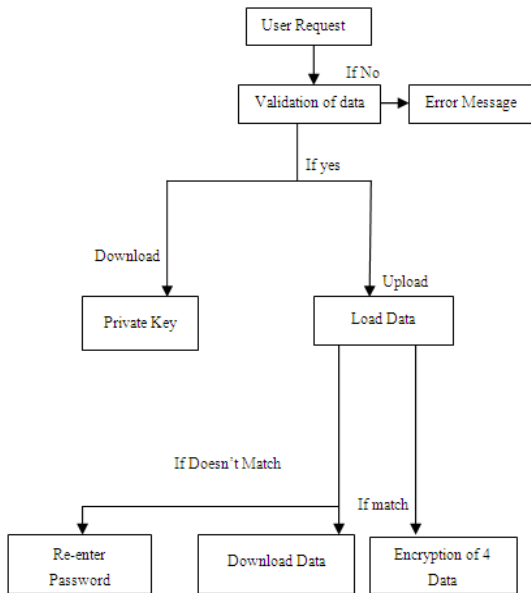 User Request
If No
Validation of data
Error Message
If yes
Download
Upload
Private Key
Load Data
If Doesn't Match
If match
Re-enter
Password
Download Data
Encryption of 4
Data